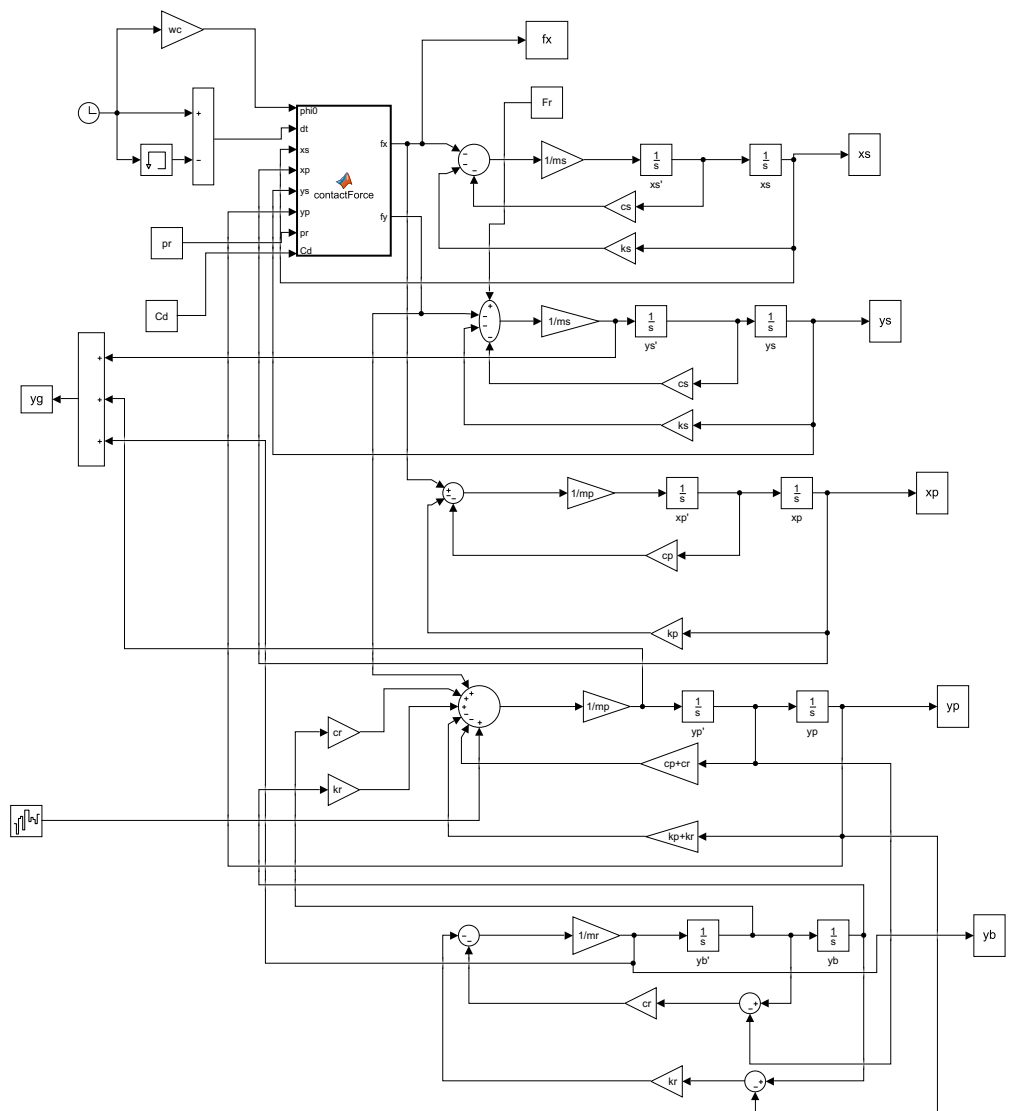 wc
fx
+
−
phi0
dt
xs
xp
ys
yp
pr
Cd
contactForce
fx
fy
Fr
−
−
−
1/ms
1
s
xs'
1
s
xs
xs
cs
ks
pr
Cd
+
−
−
−
1/ms
1
s
ys'
1
s
ys
ys
cs
ks
+
+
+
yg
+
−
−
1/mp
1
s
xp'
1
s
xp
xp
cp
kp
+
+
+
−
−
+
1/mp
1
s
yp'
1
s
yp
yp
cr
cp+cr
kr
kp+kr
−
−
1/mr
1
s
yb'
1
s
yb
yb
cr
−
+
kr
−
+